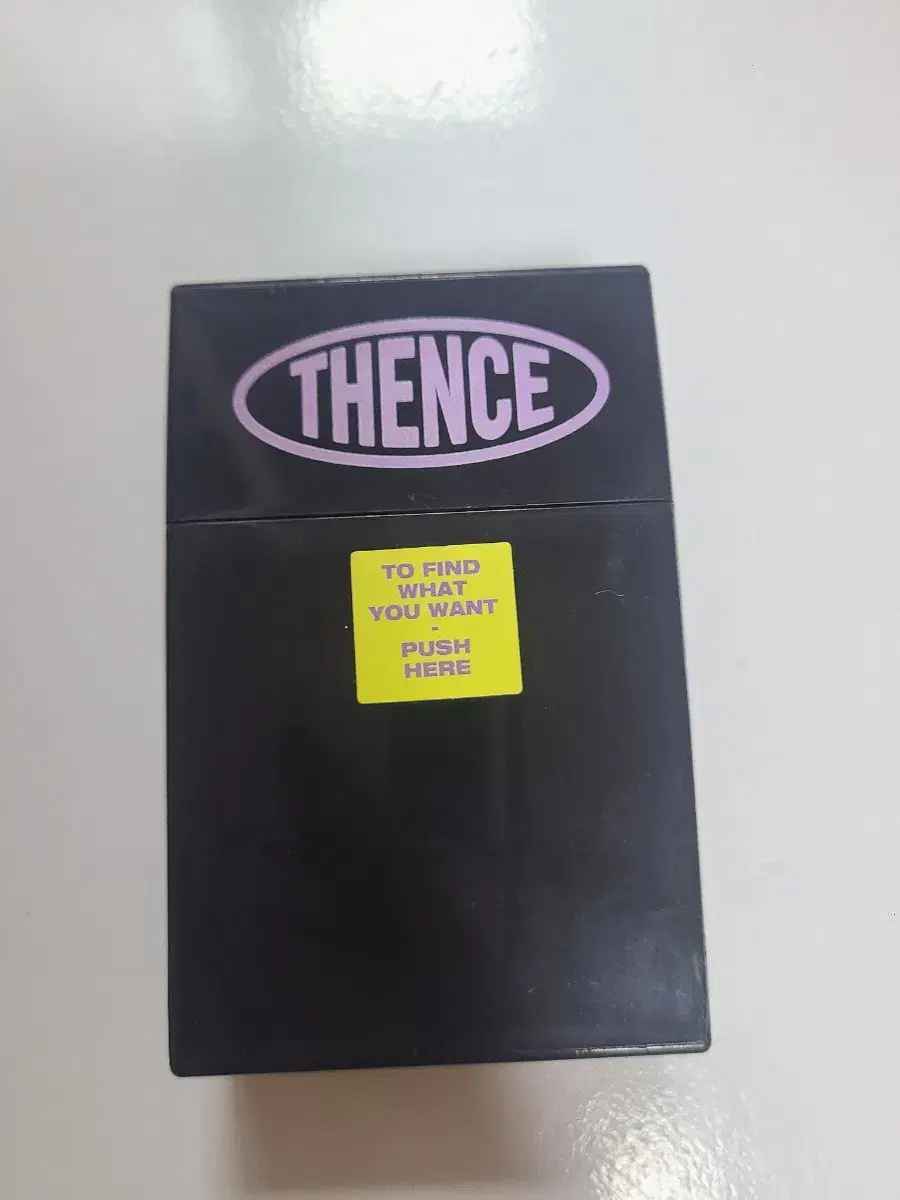 THENCE
TO FIND
WHAT
YOU WANT
-
PUSH
HERE